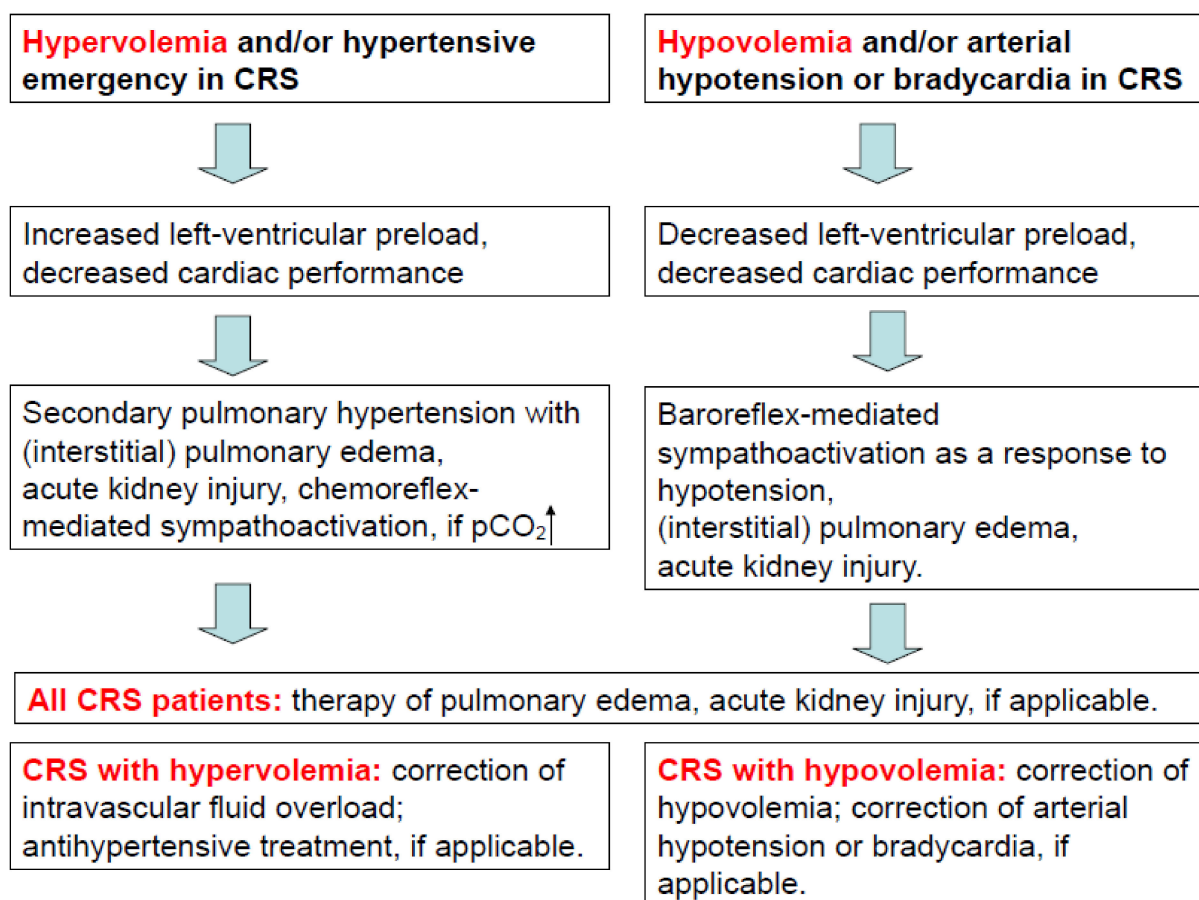 Hypervolemia and/or hypertensive
emergency in CRS
Hypovolemia and/or arterial
hypotension or bradycardia in CRS
Increased left-ventricular preload,
decreased cardiac performance
Decreased left-ventricular preload,
decreased cardiac performance
Secondary pulmonary hypertension with
(interstitial) pulmonary edema,
acute kidney injury, chemoreflex-
mediated sympathoactivation, if pCO₂↑
Baroreflex-mediated
sympathoactivation as a response to
hypotension,
(interstitial) pulmonary edema,
acute kidney injury.
All CRS patients: therapy of pulmonary edema, acute kidney injury, if applicable.
CRS with hypervolemia: correction of
intravascular fluid overload;
antihypertensive treatment, if applicable.
CRS with hypovolemia: correction of
hypovolemia; correction of arterial
hypotension or bradycardia, if
applicable.